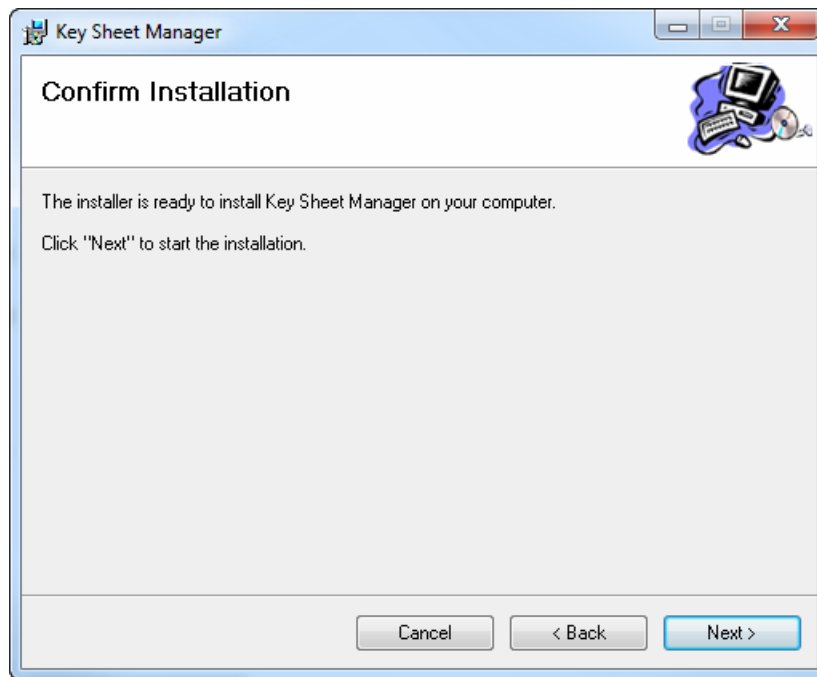 Key Sheet Manager
Confirm Installation
The installer is ready to install Key Sheet Manager on your computer.
Click "Next" to start the installation.
Cancel
< Back
Next >